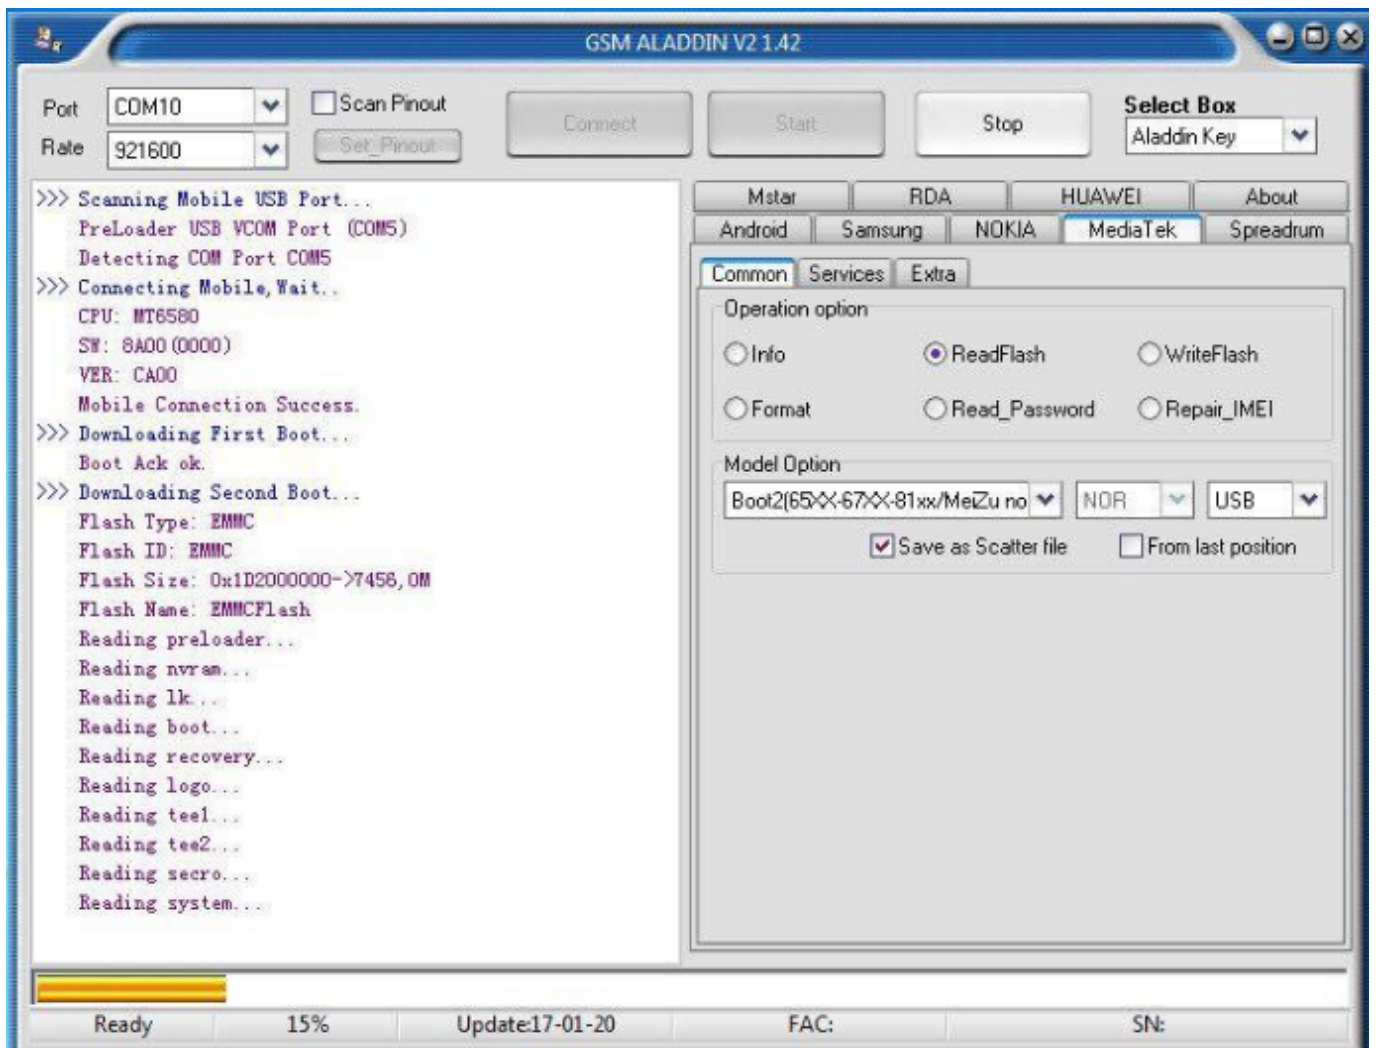 GSM ALADDIN V2 1.42
Port COM10 Scan Pinout Connect Start Stop Select Box
Rate 921600 Set_Pinout Aladdin Key
>>> Scanning Mobile USB Port...
PreLoader USB VCOM Port (COM5)
Detecting COM Port COM5
>>> Connecting Mobile,Wait..
CPU: MT6580
SW: 8A00(0000)
VER: CA00
Mobile Connection Success.
>>> Downloading First Boot...
Boot Ack ok.
>>> Downloading Second Boot...
Flash Type: EMMC
Flash ID: EMMC
Flash Size: 0x1D2000000->7456,0M
Flash Name: EMMCFlash
Reading preloader...
Reading nvram...
Reading lk...
Reading boot...
Reading recovery...
Reading logo...
Reading tee1...
Reading tee2...
Reading secro...
Reading system...
Mstar RDA HUAWEI About
Android Samsung NOKIA MediaTek Spreadrum
Common Services Extra
Operation option
Info ReadFlash WriteFlash
Format Read_Password Repair_IMEI
Model Option
Boot2(65XX-67XX-81xx/MeiZu no NOR USB
Save as Scatter file From last position
Ready 15% Update:17-01-20 FAC: SN: